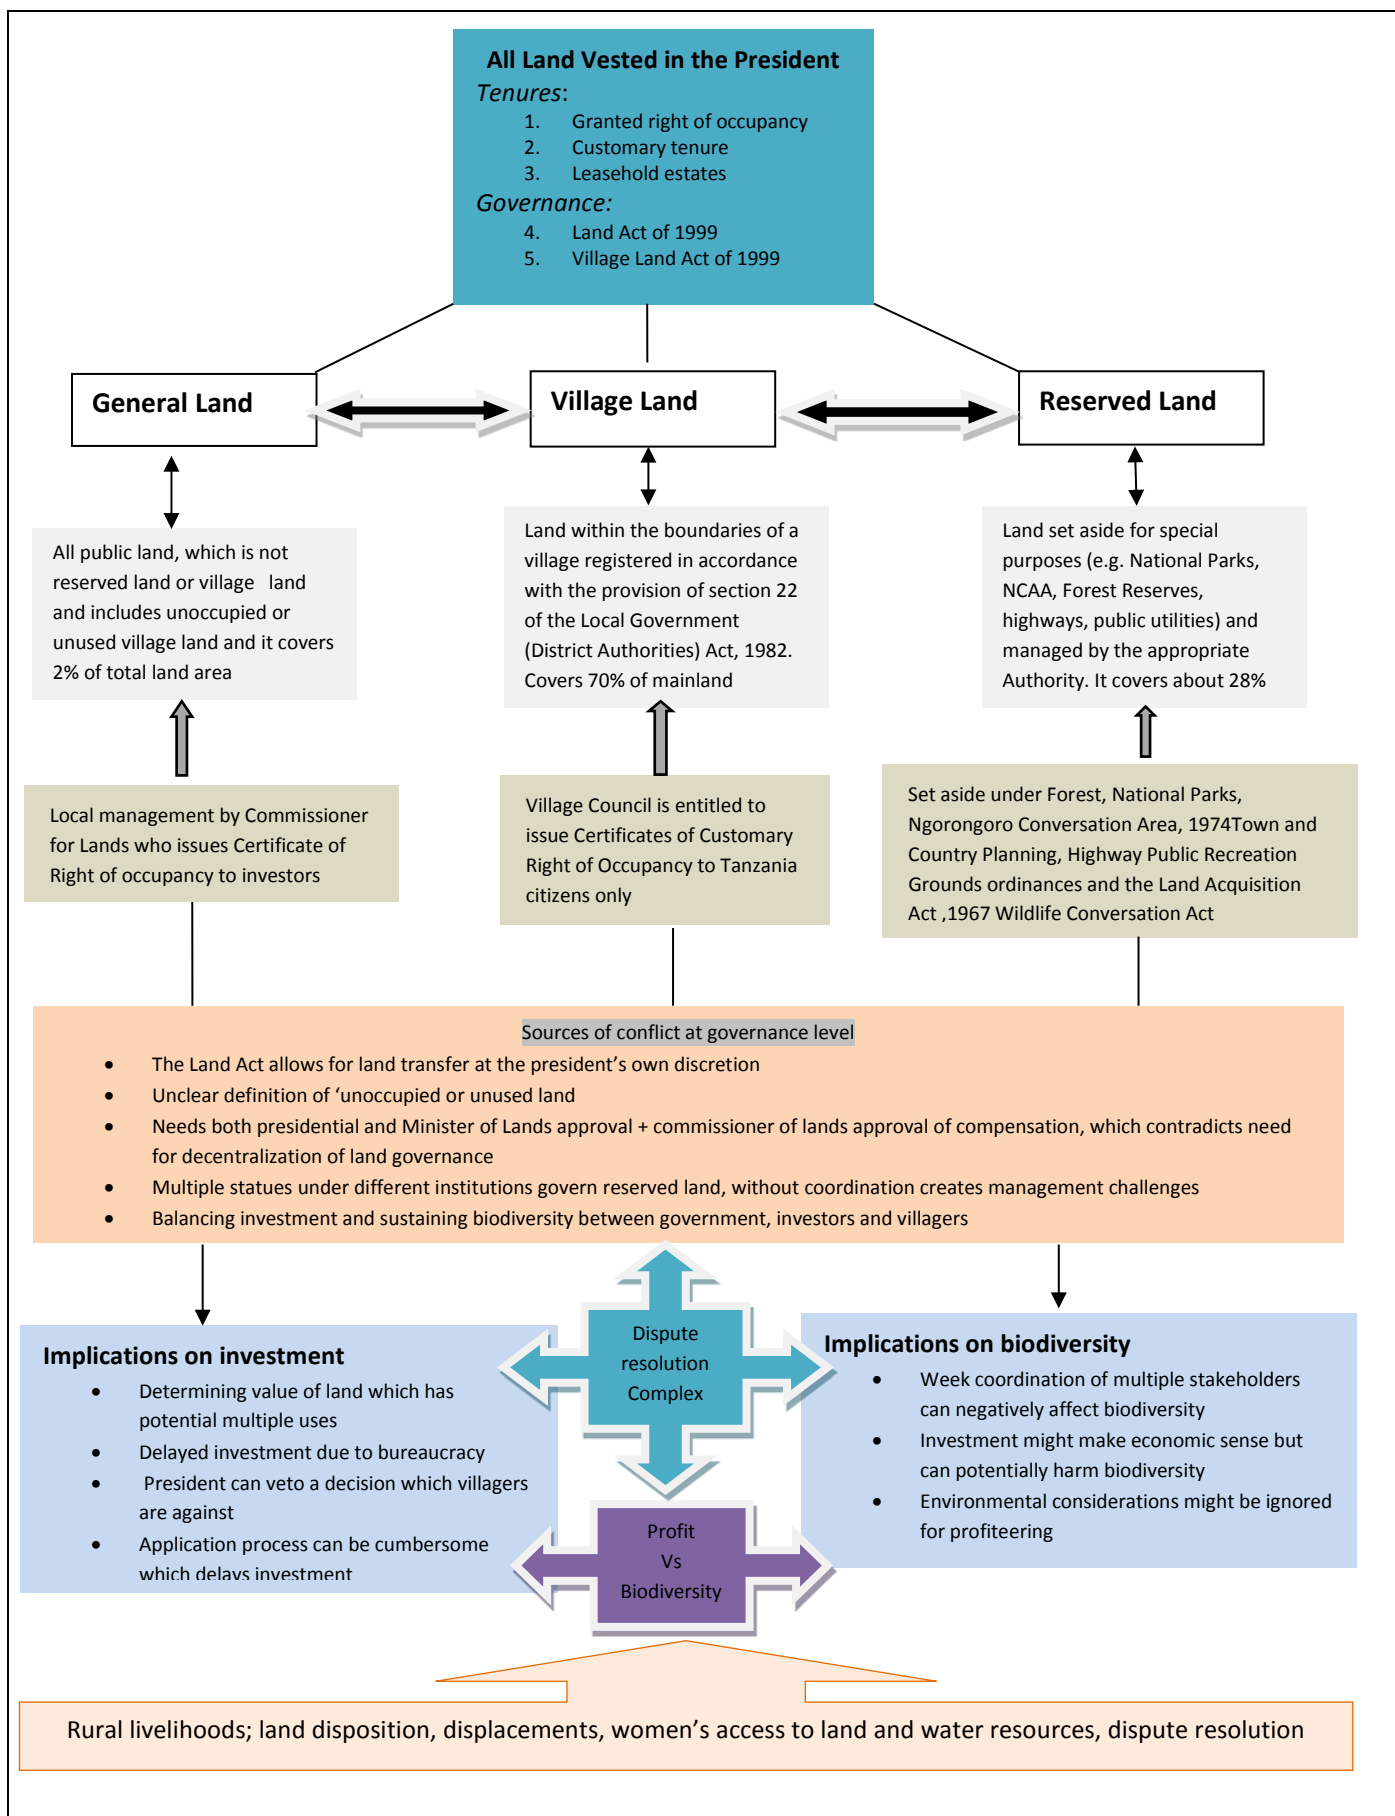 All Land Vested in the President
Tenures:
1. Granted right of occupancy
2. Customary tenure
3. Leasehold estates
Governance:
4. Land Act of 1999
5. Village Land Act of 1999
General Land
Village Land
Reserved Land
All public land, which is not
reserved land or village land
and includes unoccupied or
unused village land and it covers
2% of total land area
Land within the boundaries of a
village registered in accordance
with the provision of section 22
of the Local Government
(District Authorities) Act, 1982.
Covers 70% of mainland
Land set aside for special
purposes (e.g. National Parks,
NCAA, Forest Reserves,
highways, public utilities) and
managed by the appropriate
Authority. It covers about 28%
Local management by Commissioner
for Lands who issues Certificate of
Right of occupancy to investors
Village Council is entitled to
issue Certificates of Customary
Right of Occupancy to Tanzania
citizens only
Set aside under Forest, National Parks,
Ngorongoro Conversation Area, 1974Town and
Country Planning, Highway Public Recreation
Grounds ordinances and the Land Acquisition
Act ,1967 Wildlife Conversation Act
Sources of conflict at governance level
• The Land Act allows for land transfer at the president’s own discretion
• Unclear definition of ‘unoccupied or unused land
• Needs both presidential and Minister of Lands approval + commissioner of lands approval of compensation, which contradicts need
for decentralization of land governance
• Multiple statues under different institutions govern reserved land, without coordination creates management challenges
• Balancing investment and sustaining biodiversity between government, investors and villagers
Implications on investment
• Determining value of land which has
potential multiple uses
• Delayed investment due to bureaucracy
• President can veto a decision which villagers
are against
• Application process can be cumbersome
which delays investment
Dispute
resolution
Complex
Profit
Vs
Biodiversity
Implications on biodiversity
• Week coordination of multiple stakeholders
can negatively affect biodiversity
• Investment might make economic sense but
can potentially harm biodiversity
• Environmental considerations might be ignored
for profiteering
Rural livelihoods; land disposition, displacements, women’s access to land and water resources, dispute resolution